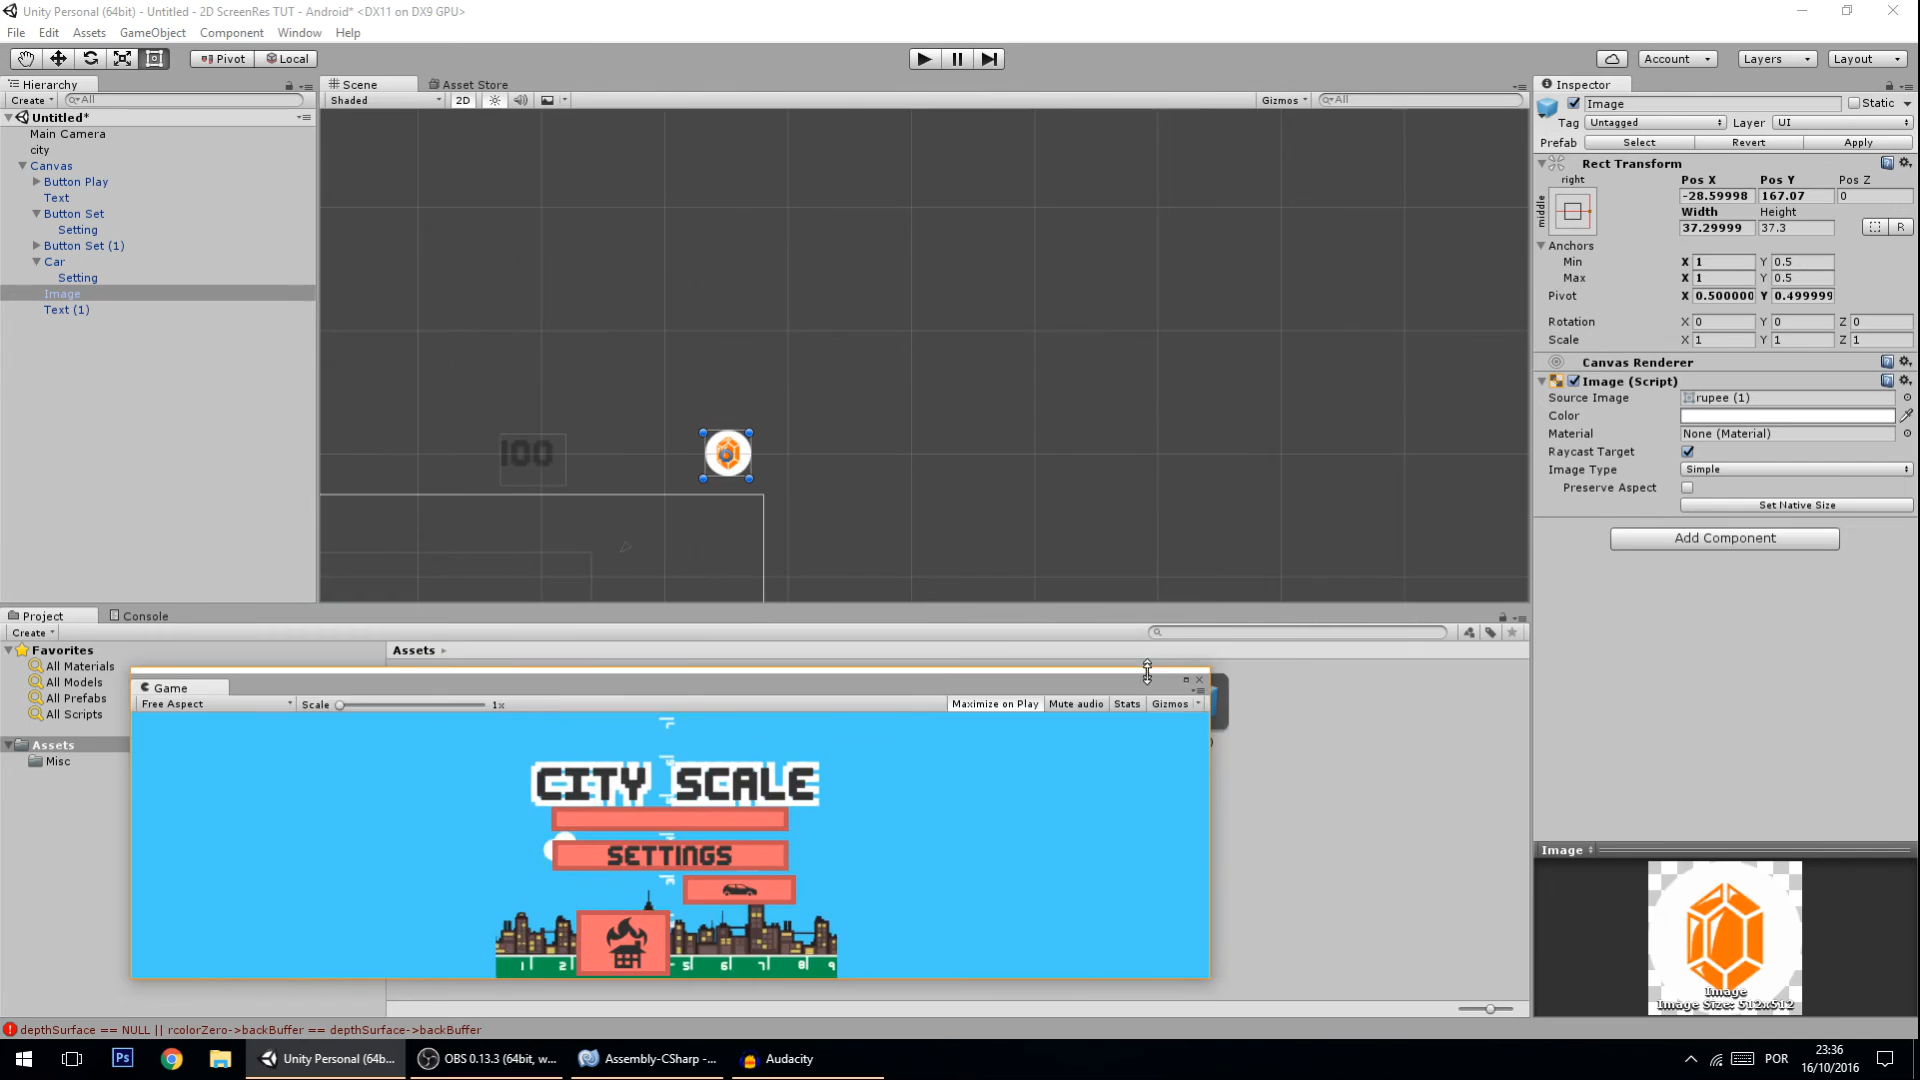 Unity Personal (64bit) - Untitled - 2D ScreenRes TUT - Android* <DX11 on DX9 GPU>
File Edit Assets GameObject Component Window Help
Pivot Local Account Layers Layout
Hierarchy Scene Asset Store Inspector
Create All Shaded 2D Gizmos All Image Static
Untitled* Tag Untagged Layer UI
Main Camera
city Prefab Select Revert Apply
Canvas Rect Transform
Button Play right Pos X Pos Y Pos Z
Text middle -28.59998 167.07 0
Button Set Width Height
Setting 37.29999 37.3 R
Button Set (1) Anchors
Car Min X 1 Y 0.5
Setting Max X 1 Y 0.5
Image Pivot X 0.500000 Y 0.499999
Text (1)
Rotation X 0 Y 0 Z 0
Scale X 1 Y 1 Z 1
Canvas Renderer
Image (Script)
Source Image rupee (1)
Color
Material None (Material)
100 Raycast Target
Image Type Simple
Preserve Aspect
Set Native Size
Add Component
Project Console
Create
Favorites Assets
All Materials
All Models
All Prefabs
All Scripts
Assets
Misc
Game
Free Aspect Scale 1x Maximize on Play Mute audio Stats Gizmos
CITY SCALE
SETTINGS
1 2 5 6 7 8 9
Image
Image
Image Size: 512x512
depthSurface == NULL || rcolorZero->backBuffer == depthSurface->backBuffer
Ps Unity Personal (64b... OBS 0.13.3 (64bit, w... Assembly-CSharp -... Audacity POR 23:36
16/10/2016